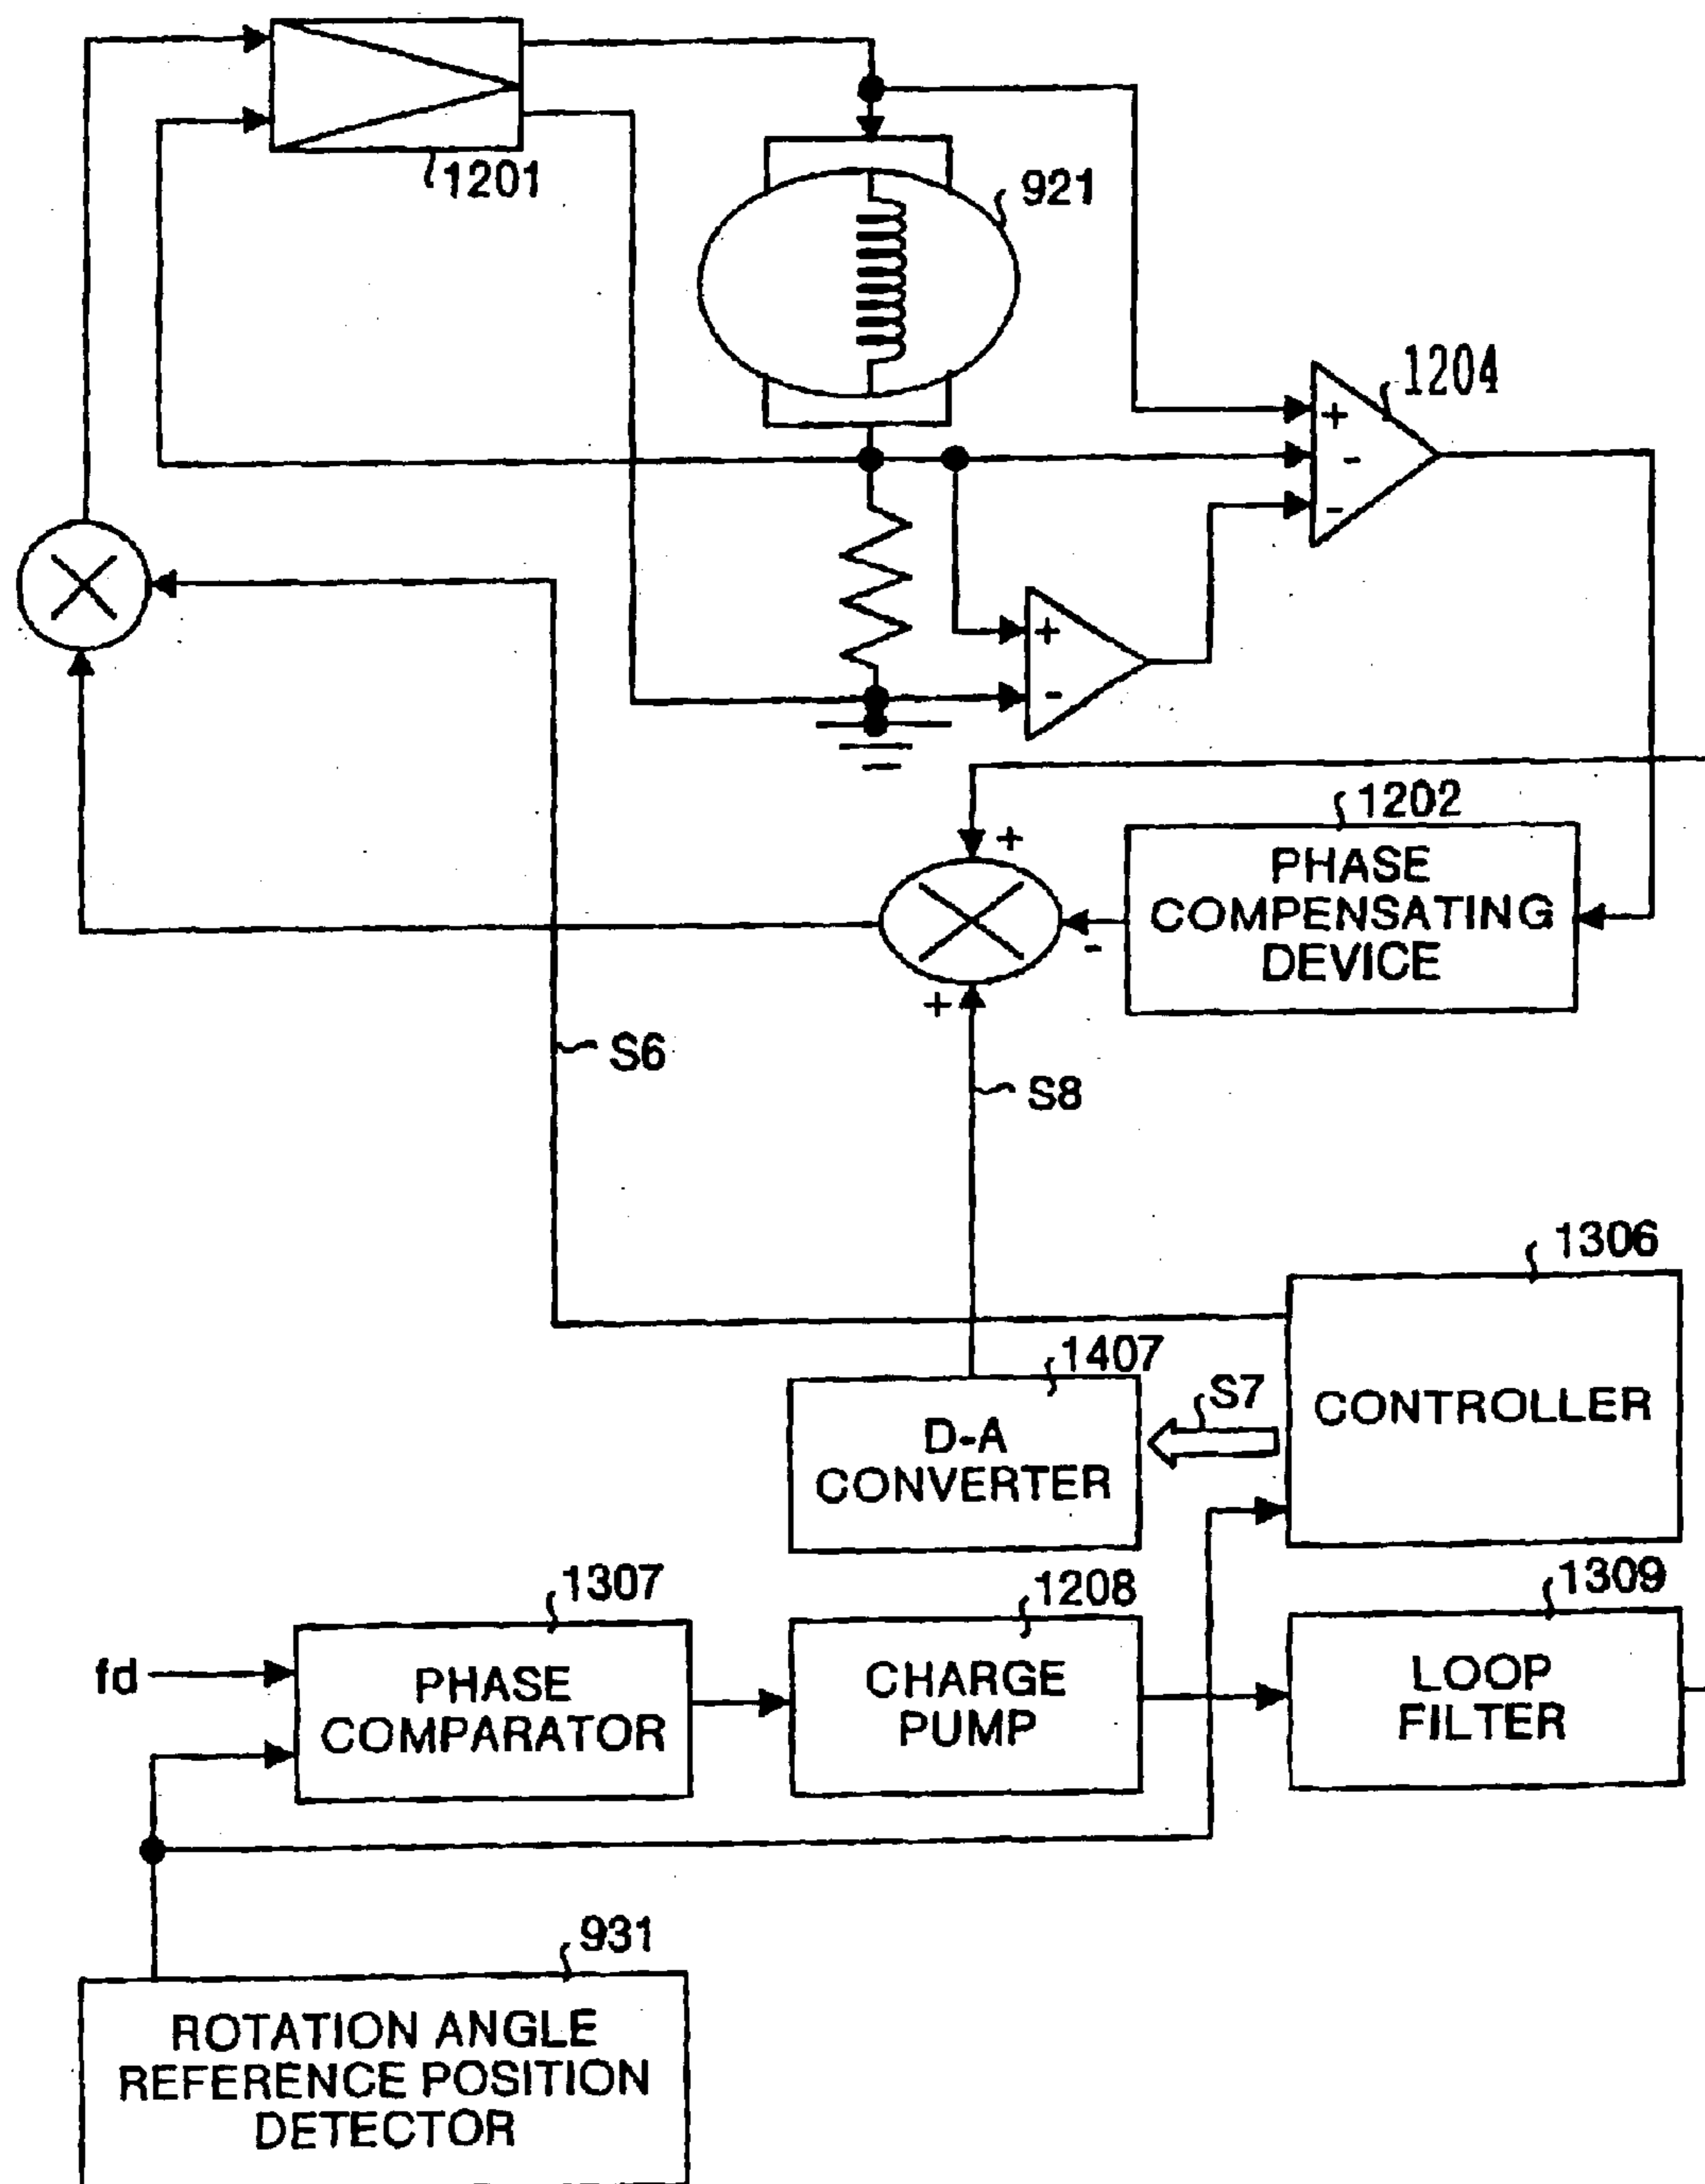 1201
921
1204
+
-
-
+
-
1202
+
PHASE
COMPENSATING
DEVICE
-
+
S6
S8
1306
1407
S7
CONTROLLER
D-A
CONVERTER
1307
1208
1309
fd
PHASE
COMPARATOR
CHARGE
PUMP
LOOP
FILTER
931
ROTATION ANGLE
REFERENCE POSITION
DETECTOR